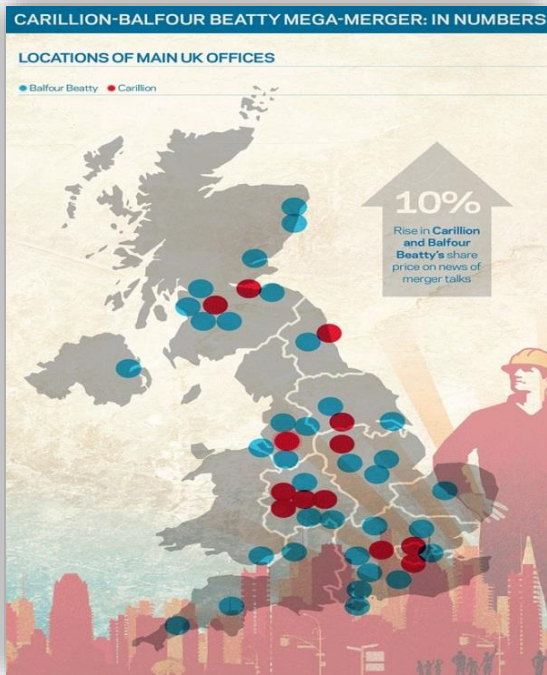 CARILLION-BALFOUR BEATTY MEGA-MERGER: IN NUMBERS
LOCATIONS OF MAIN UK OFFICES
Balfour Beatty Carillion
10%
Rise in Carillion
and Balfour
Beatty's share
price on news of
merger talks